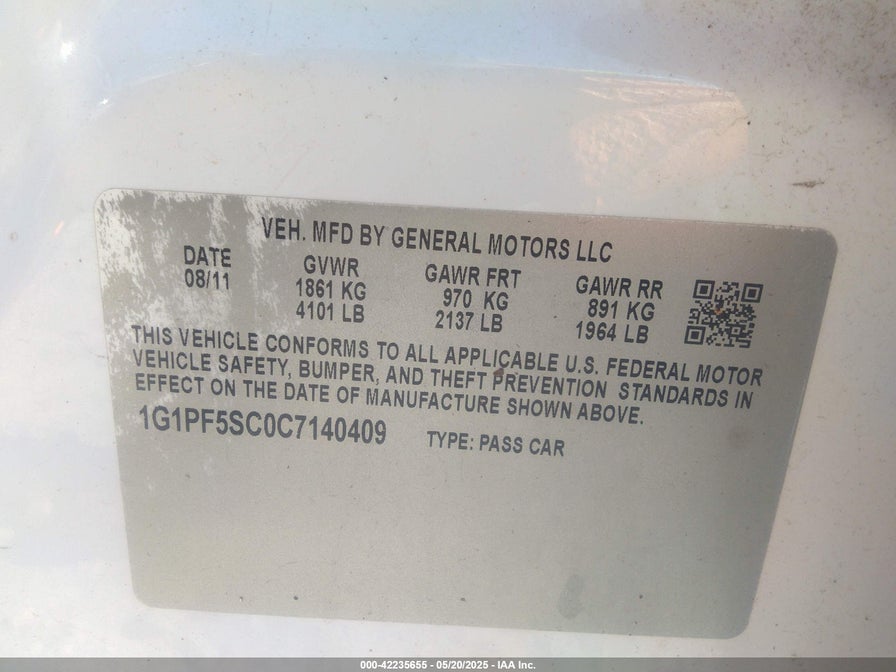 VEH. MFD BY GENERAL MOTORS LLC
DATE GVWR GAWR FRT GAWR RR
08/11 1861 KG 970 KG 891 KG
4101 LB 2137 LB 1964 LB
THIS VEHICLE CONFORMS TO ALL APPLICABLE U.S. FEDERAL MOTOR
VEHICLE SAFETY, BUMPER, AND THEFT PREVENTION STANDARDS IN
EFFECT ON THE DATE OF MANUFACTURE SHOWN ABOVE.
1G1PF5SC0C7140409 TYPE: PASS CAR
000-42235655 - 05/20/2025 - IAA Inc.